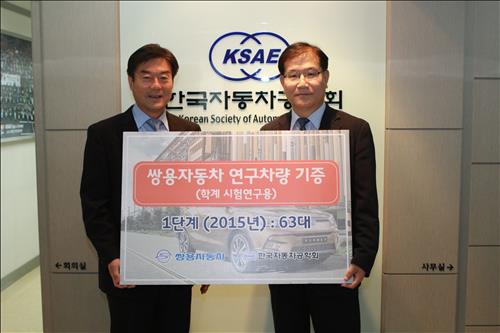 KSAE
한국자동차공학회
Korean Society of Autom
쌍용자동차 연구차량 기증
(학계 시험연구용)
1단계 (2015년) : 63대
쌍용자동차 한국자동차공학회
←회의실
사무실→